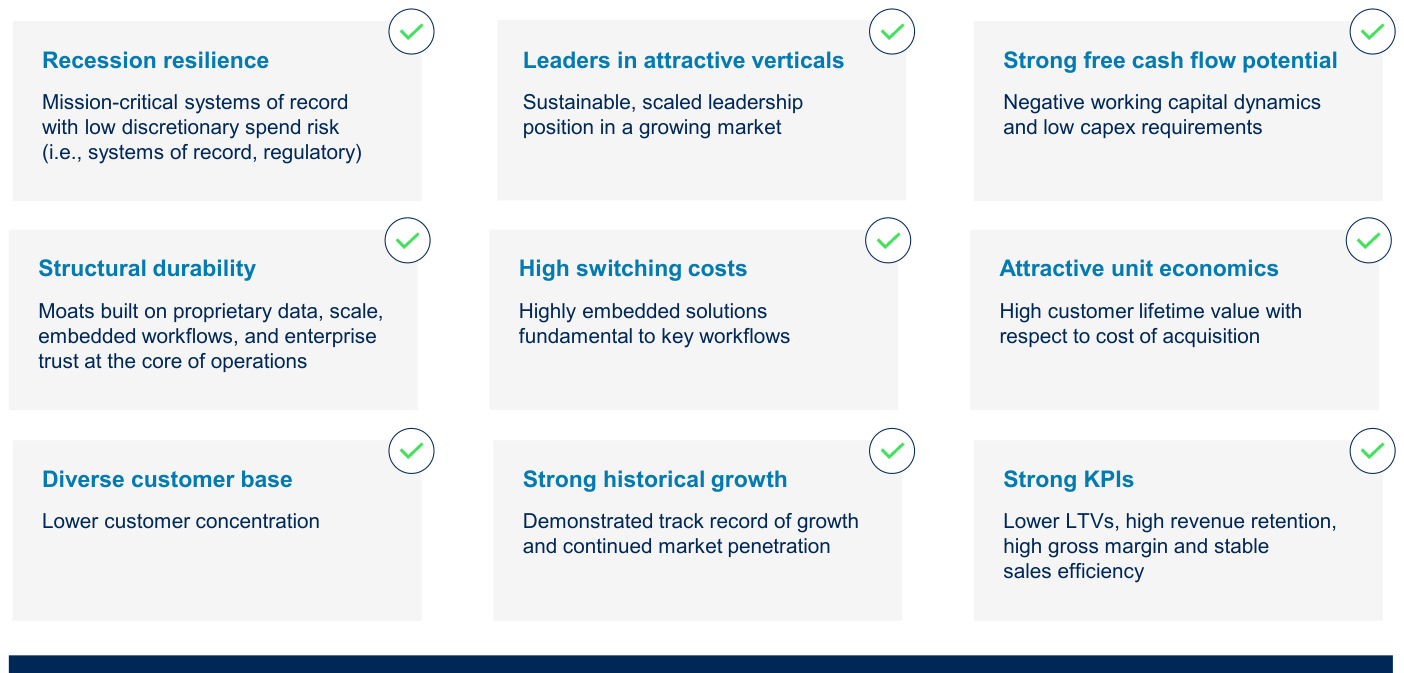 Recession resilience
Mission-critical systems of record
with low discretionary spend risk
(i.e., systems of record, regulatory)
Leaders in attractive verticals
Sustainable, scaled leadership
position in a growing market
Strong free cash flow potential
Negative working capital dynamics
and low capex requirements
Structural durability
Moats built on proprietary data, scale,
embedded workflows, and enterprise
trust at the core of operations
High switching costs
Highly embedded solutions
fundamental to key workflows
Attractive unit economics
High customer lifetime value with
respect to cost of acquisition
Diverse customer base
Lower customer concentration
Strong historical growth
Demonstrated track record of growth
and continued market penetration
Strong KPIs
Lower LTVs, high revenue retention,
high gross margin and stable
sales efficiency